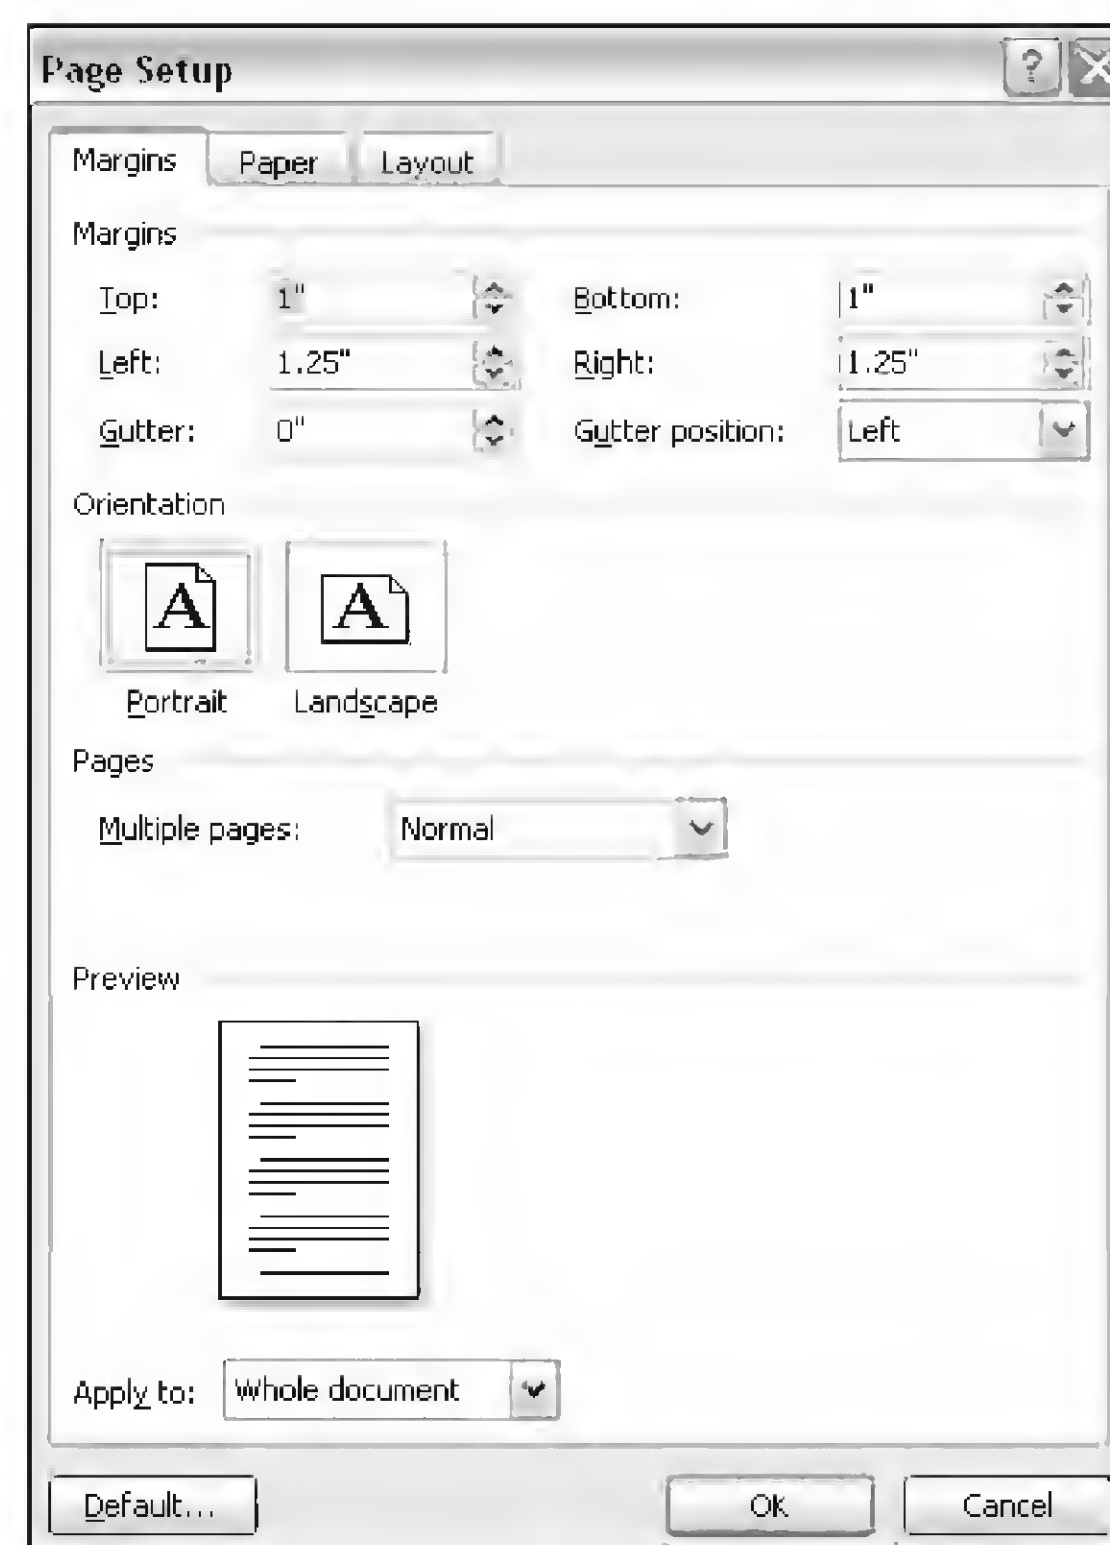 Page Setup ?
Margins Paper Layout
Margins
Top: 1" Bottom: 1"
Left: 1.25" Right: 1.25"
Gutter: 0" Gutter position: Left
Orientation
A A
Portrait Landscape
Pages
Multiple pages: Normal
Preview
Apply to: Whole document
Default... OK Cancel